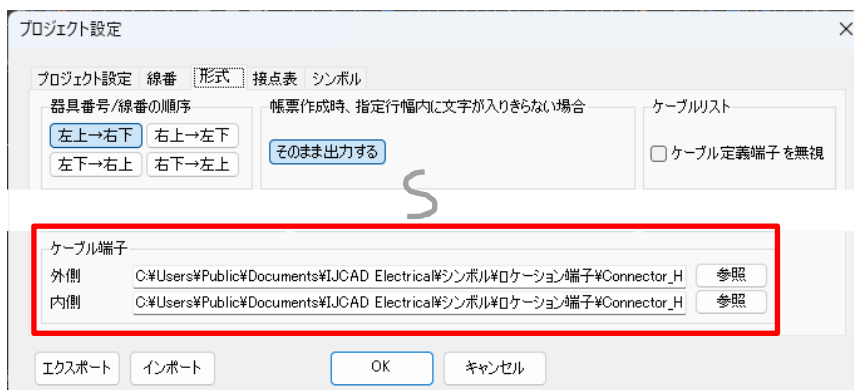 プロジェクト設定
プロジェクト設定 線番 形式 接点表 シンボル
器具番号/線番の順序
左上→右下 右上→左下
左下→右上 右下→左上
帳票作成時、指定行幅内に文字が入りきらない場合
そのまま出力する
ケーブルリスト
ケーブル定義端子を無視
ケーブル端子
外側 C:¥Users¥Public¥Documents¥IJCAD Electrical¥シンボル¥ロケーション端子¥Connector_H 参照
内側 C:¥Users¥Public¥Documents¥IJCAD Electrical¥シンボル¥ロケーション端子¥Connector_H 参照
エクスポート インポート OK キャンセル